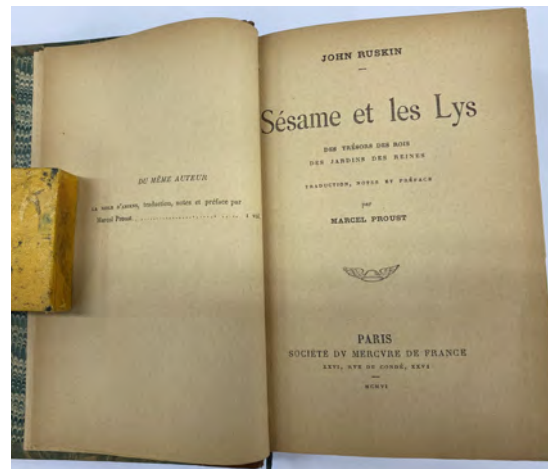 DU MÊME AUTEUR
LA BIBLE D'AMIENS, traduction, notes et préface par
Marcel Proust . . . . . . . . . . . . . . . . . . . . . 1 vol.
JOHN RUSKIN
Sésame et les Lys
DES TRÉSORS DES ROIS
DES JARDINS DES REINES
TRADUCTION, NOTES ET PRÉFACE
par
MARCEL PROUST
PARIS
SOCIÉTÉ DV MERCVRE DE FRANCE
XXVI, RVE DE CONDÉ, XXVI
MCMVI